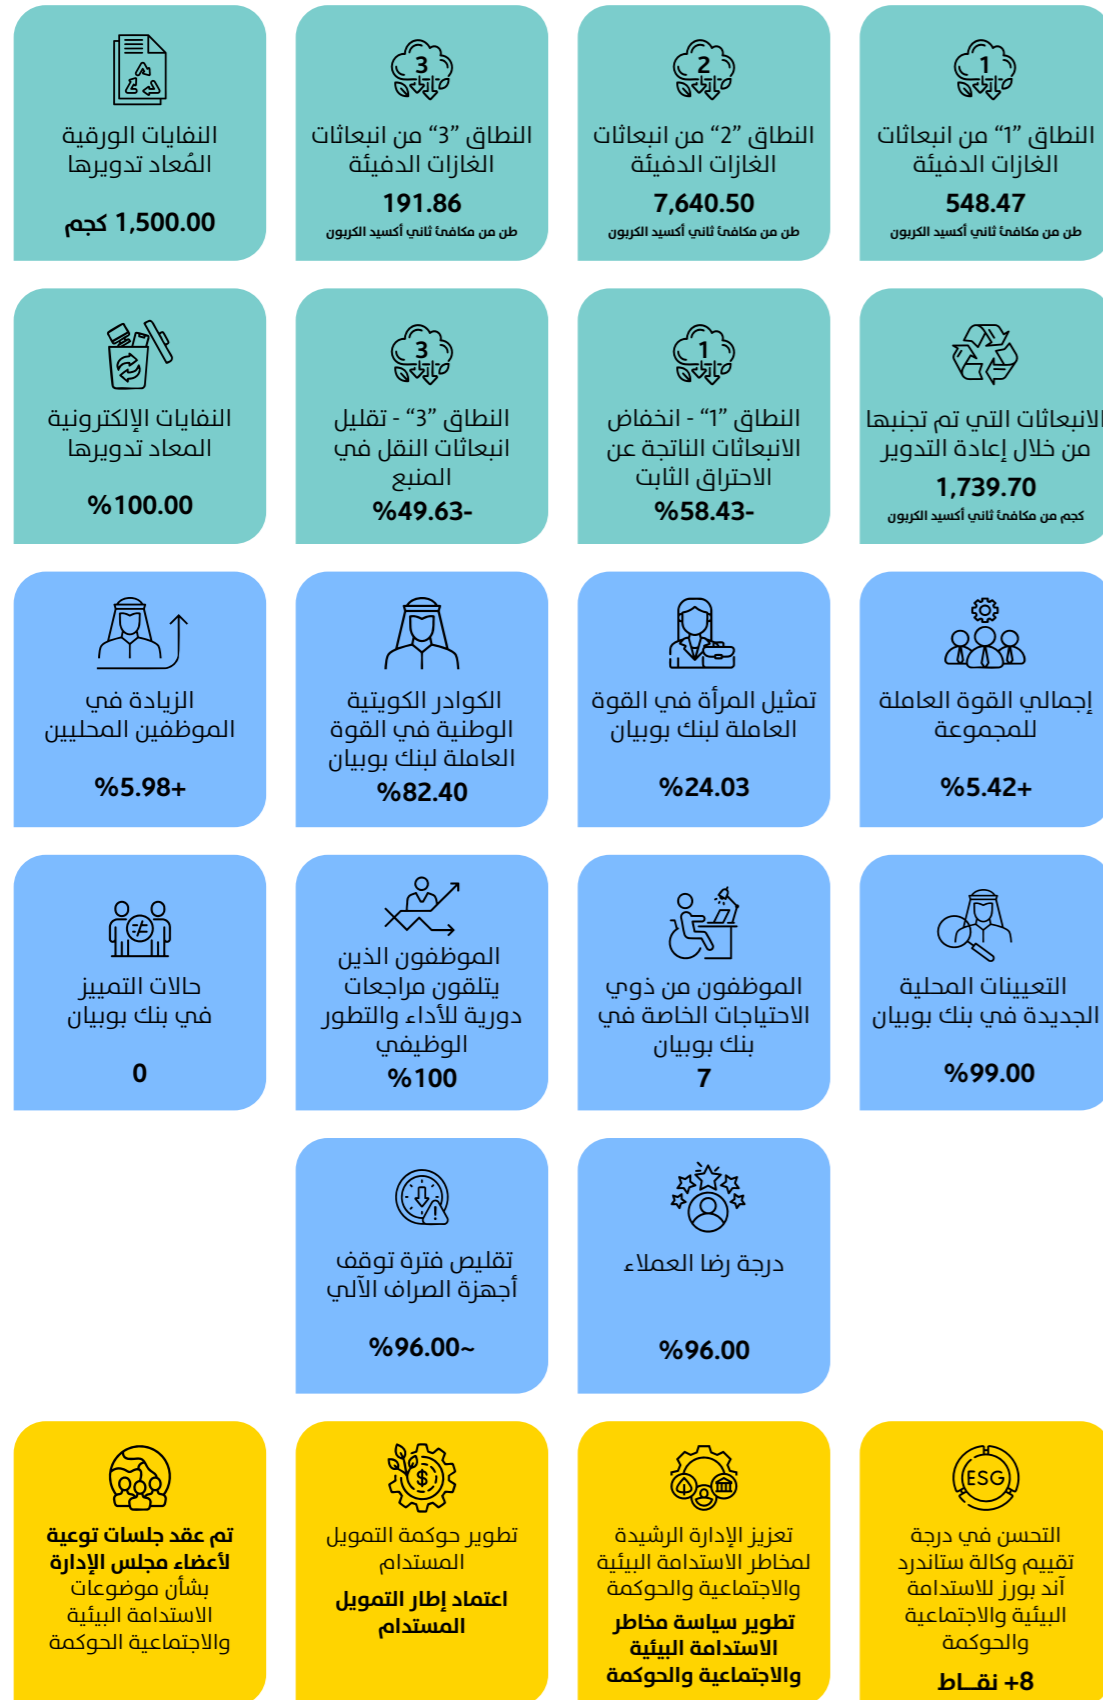 1
النطاق "1" من انبعاثات
الغازات الدفيئة
548.47
طن من مكافئ ثاني أكسيد الكربون
2
النطاق "2" من انبعاثات
الغازات الدفيئة
7,640.50
طن من مكافئ ثاني أكسيد الكربون
3
النطاق "3" من انبعاثات
الغازات الدفيئة
191.86
طن من مكافئ ثاني أكسيد الكربون
النفايات الورقية
المُعاد تدويرها
1,500.00 كجم
الانبعاثات التي تم تجنبها
من خلال إعادة التدوير
1,739.70
كجم من مكافئ ثاني أكسيد الكربون
1
النطاق "1" - انخفاض
الانبعاثات الناتجة عن
الاحتراق الثابت
%58.43-
3
النطاق "3" - تقليل
انبعاثات النقل في
المنبع
%49.63-
النفايات الإلكترونية
المعاد تدويرها
%100.00
إجمالي القوة العاملة
للمجموعة
%5.42+
تمثيل المرأة في القوة
العاملة لبنك بوبيان
%24.03
الكوادر الكويتية
الوطنية في القوة
العاملة لبنك بوبيان
%82.40
الزيادة في
الموظفين المحليين
%5.98+
التعيينات المحلية
الجديدة في بنك بوبيان
%99.00
الموظفون من ذوي
الاحتياجات الخاصة في
بنك بوبيان
7
الموظفون الذين
يتلقون مراجعات
دورية للأداء والتطور
الوظيفي
%100
حالات التمييز
في بنك بوبيان
0
درجة رضا العملاء
%96.00
تقليص فترة توقف
أجهزة الصراف الآلي
%96.00~
ESG
التحسن في درجة
تقييم وكالة ستاندرد
آند بورز للاستدامة
البيئية والاجتماعية
والحوكمة
8+ نقــاط
تعزيز الإدارة الرشيدة
لمخاطر الاستدامة البيئية
والاجتماعية والحوكمة
تطوير سياسة مخاطر
الاستدامة البيئية
والاجتماعية والحوكمة
$
تطوير حوكمة التمويل
المستدام
اعتماد إطار التمويل
المستدام
تم عقد جلسات توعية
لأعضاء مجلس الإدارة
بشأن موضوعات
الاستدامة البيئية
والاجتماعية الحوكمة